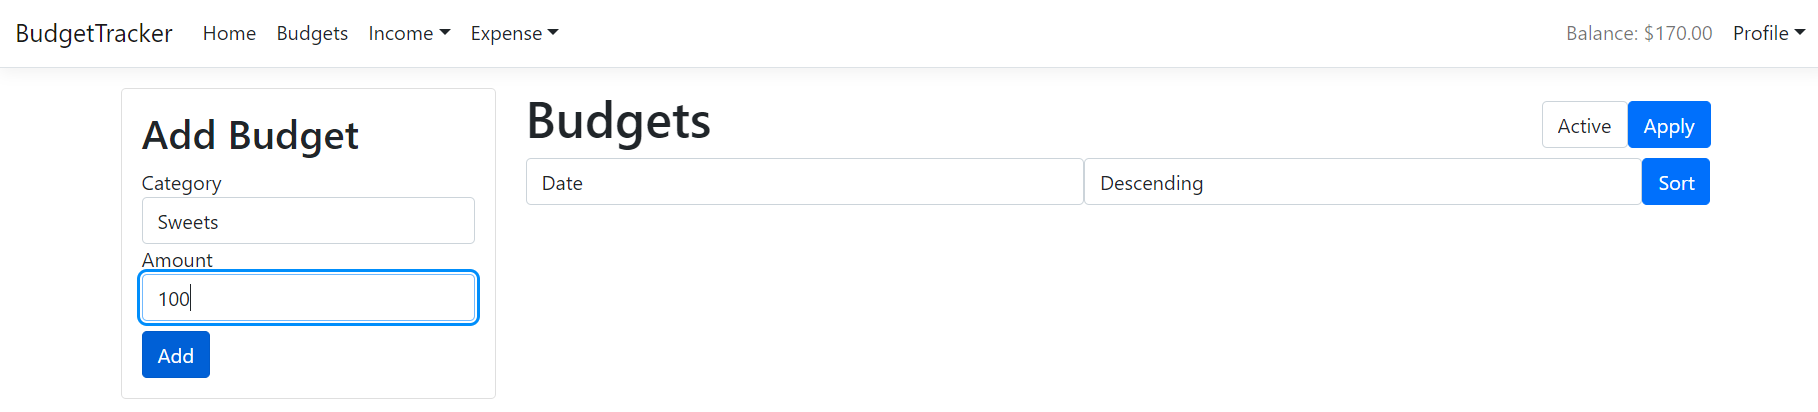 BudgetTracker Home Budgets Income Expense Balance: $170.00 Profile
Add Budget
Category
Sweets
Amount
100
Add
Budgets
Active Apply
Date Descending Sort